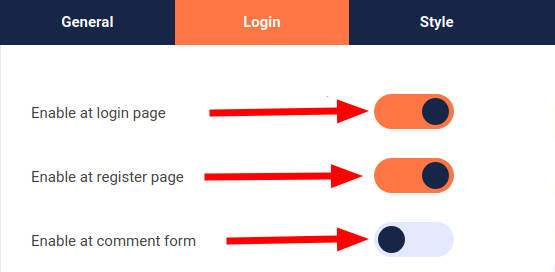 General Login Style
Enable at login page
Enable at register page
Enable at comment form